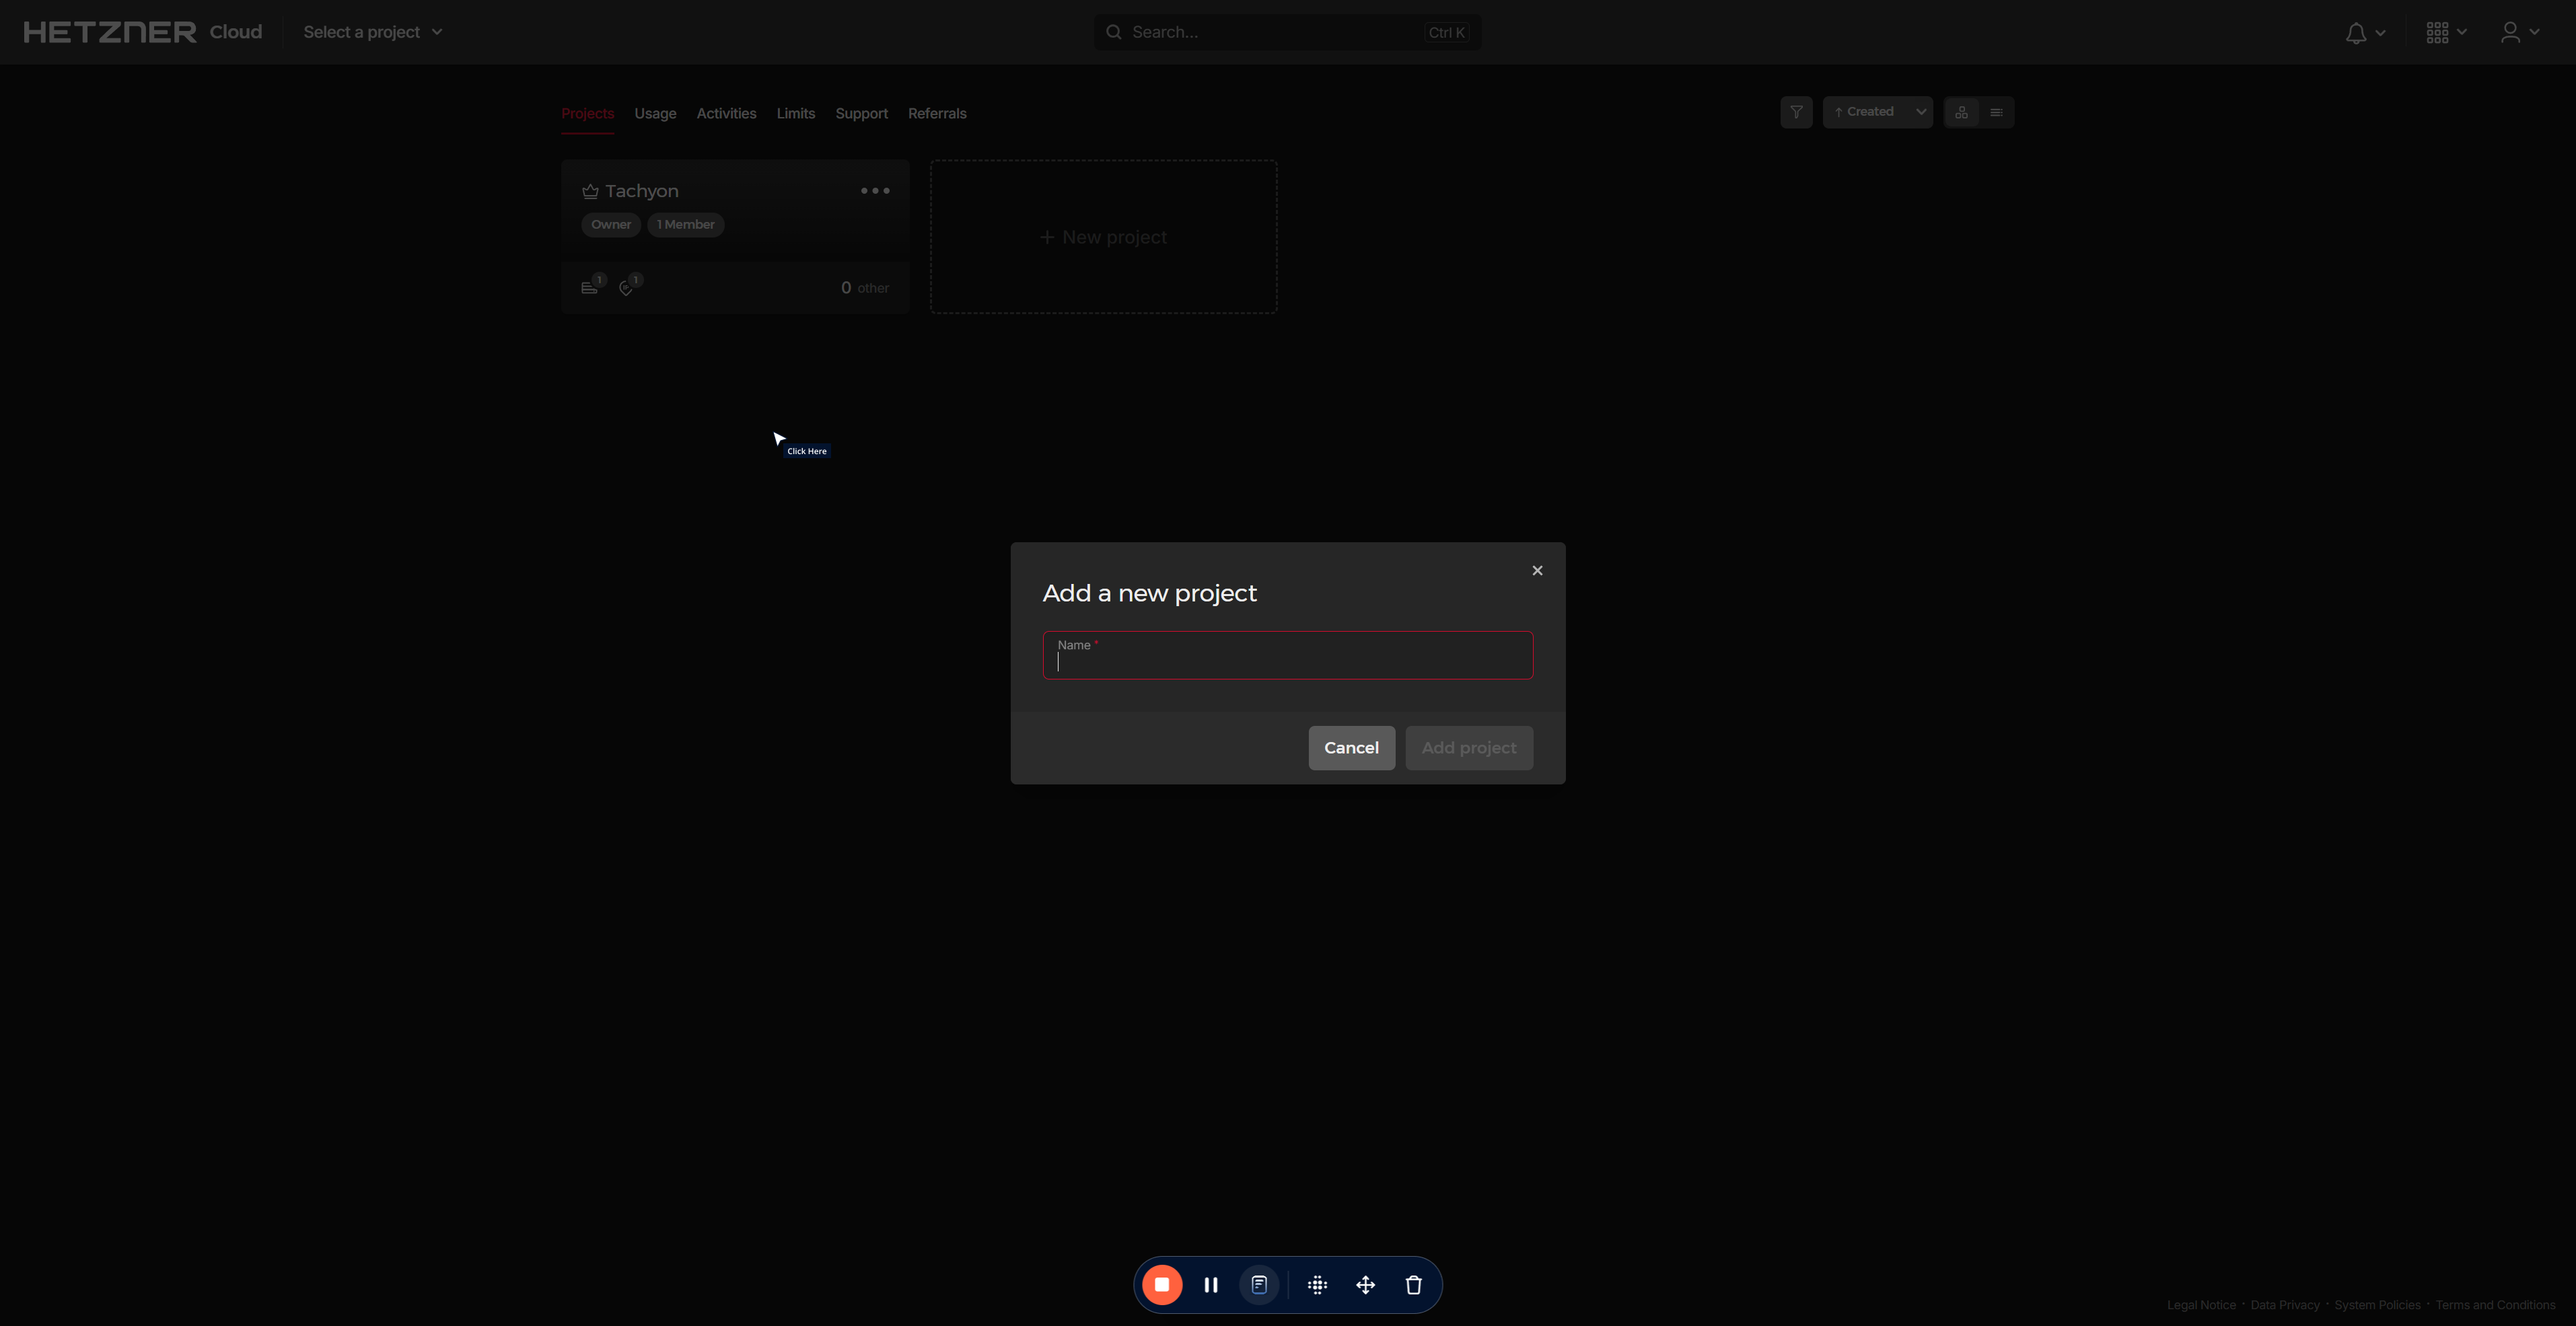 HETZNER Cloud Select a project Search... Ctrl K
Projects Usage Activities Limits Support Referrals Created
Tachyon
Owner 1 Member
+ New project
1 1 0 other
Click Here
Add a new project
Name *
Cancel Add project
Legal Notice · Data Privacy · System Policies · Terms and Conditions